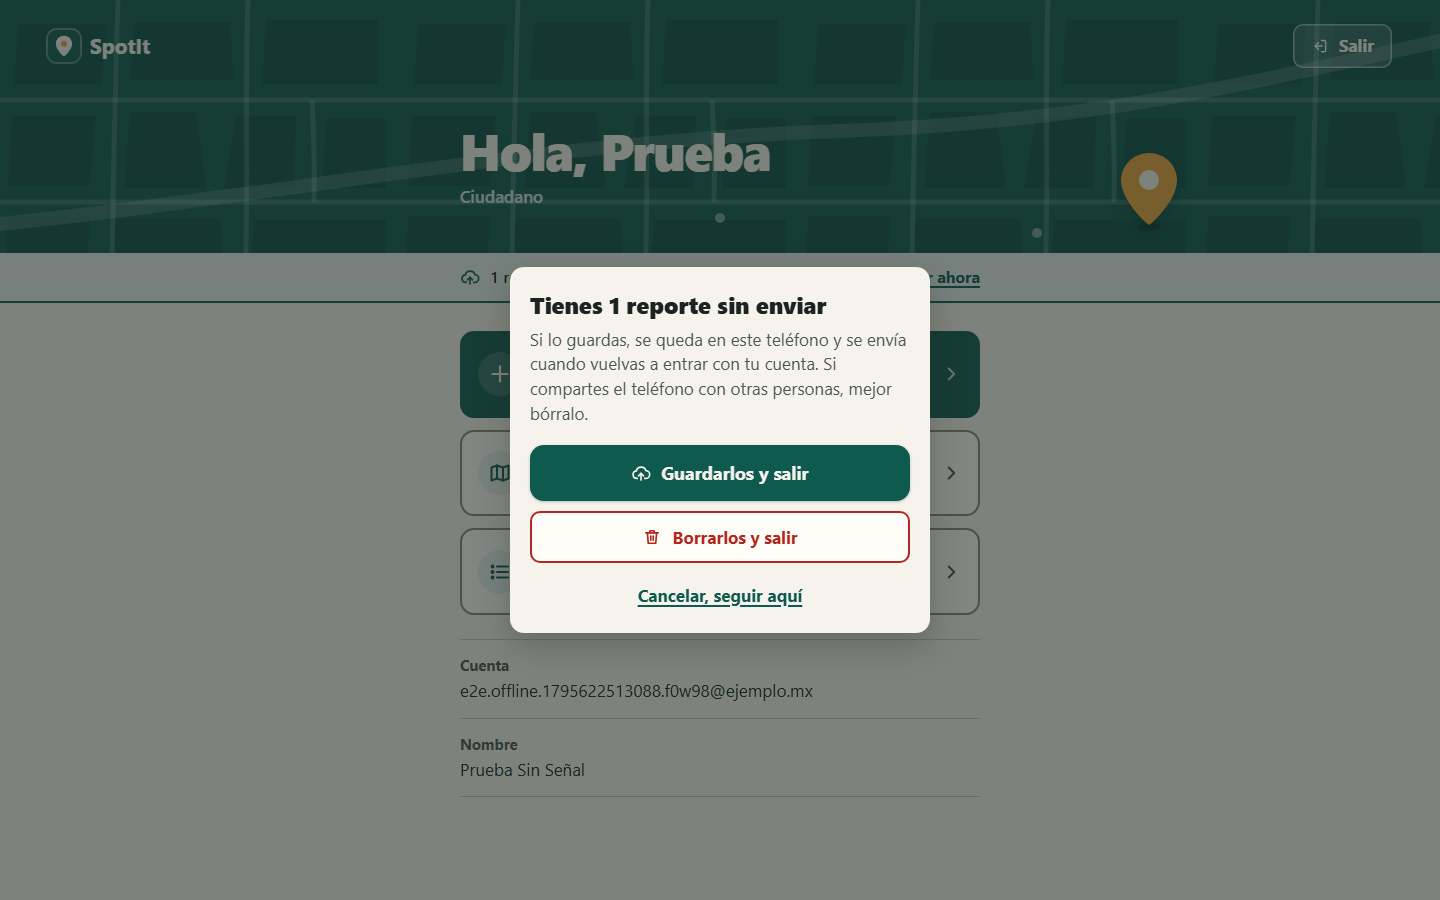 SpotIt
Salir
Hola, Prueba
Ciudadano
1
ahora
Tienes 1 reporte sin enviar
Si lo guardas, se queda en este teléfono y se envía
cuando vuelvas a entrar con tu cuenta. Si
compartes el teléfono con otras personas, mejor
bórralo.
Guardarlos y salir
Borrarlos y salir
Cancelar, seguir aquí
Cuenta
e2e.offline.1795622513088.f0w98@ejemplo.mx
Nombre
Prueba Sin Señal